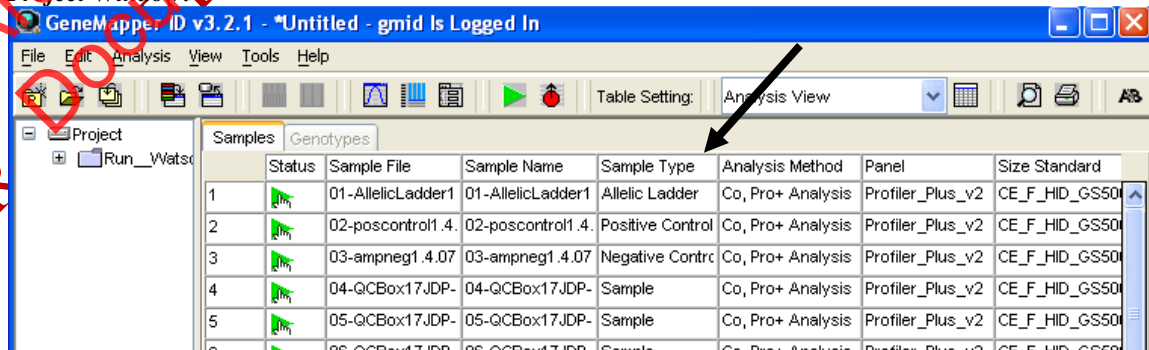 GeneMapper ID v3.2.1 - *Untitled - gmid Is Logged In
File Edit Analysis View Tools Help
Table Setting: Analysis View
Project
Samples Genotypes
Status Sample File Sample Name Sample Type Analysis Method Panel Size Standard
1 01-AllelicLadder1 01-AllelicLadder1 Allelic Ladder Co, Pro+ Analysis Profiler_Plus_v2 CE_F_HID_GS50
2 02-poscontrol1.4. 02-poscontrol1.4. Positive Control Co, Pro+ Analysis Profiler_Plus_v2 CE_F_HID_GS50
3 03-ampneg1.4.07 03-ampneg1.4.07 Negative Contrc Co, Pro+ Analysis Profiler_Plus_v2 CE_F_HID_GS50
4 04-QCBox17JDP- 04-QCBox17JDP- Sample Co, Pro+ Analysis Profiler_Plus_v2 CE_F_HID_GS50
5 05-QCBox17JDP- 05-QCBox17JDP- Sample Co, Pro+ Analysis Profiler_Plus_v2 CE_F_HID_GS50